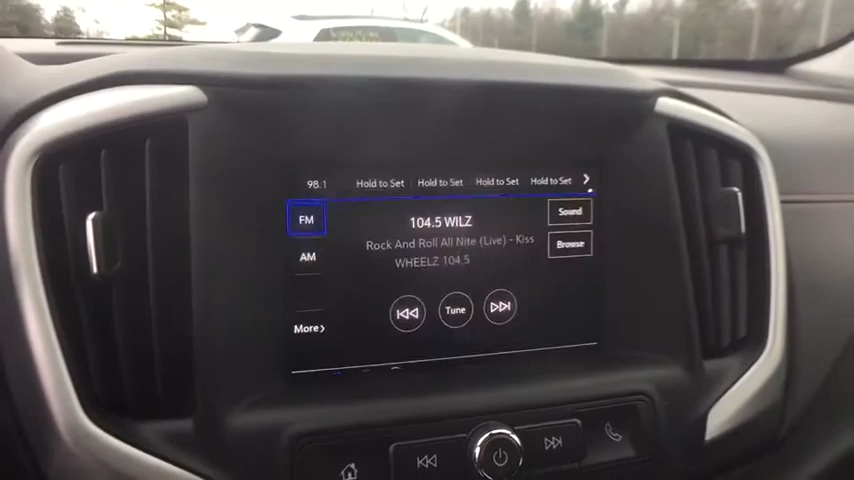 98.1 Hold to Set Hold to Set Hold to Set Hold to Set
FM
104.5 WILZ
Sound
Rock And Roll All Nite (Live) - Kiss
Browse
AM
WHEELZ 104.5
Tune
More